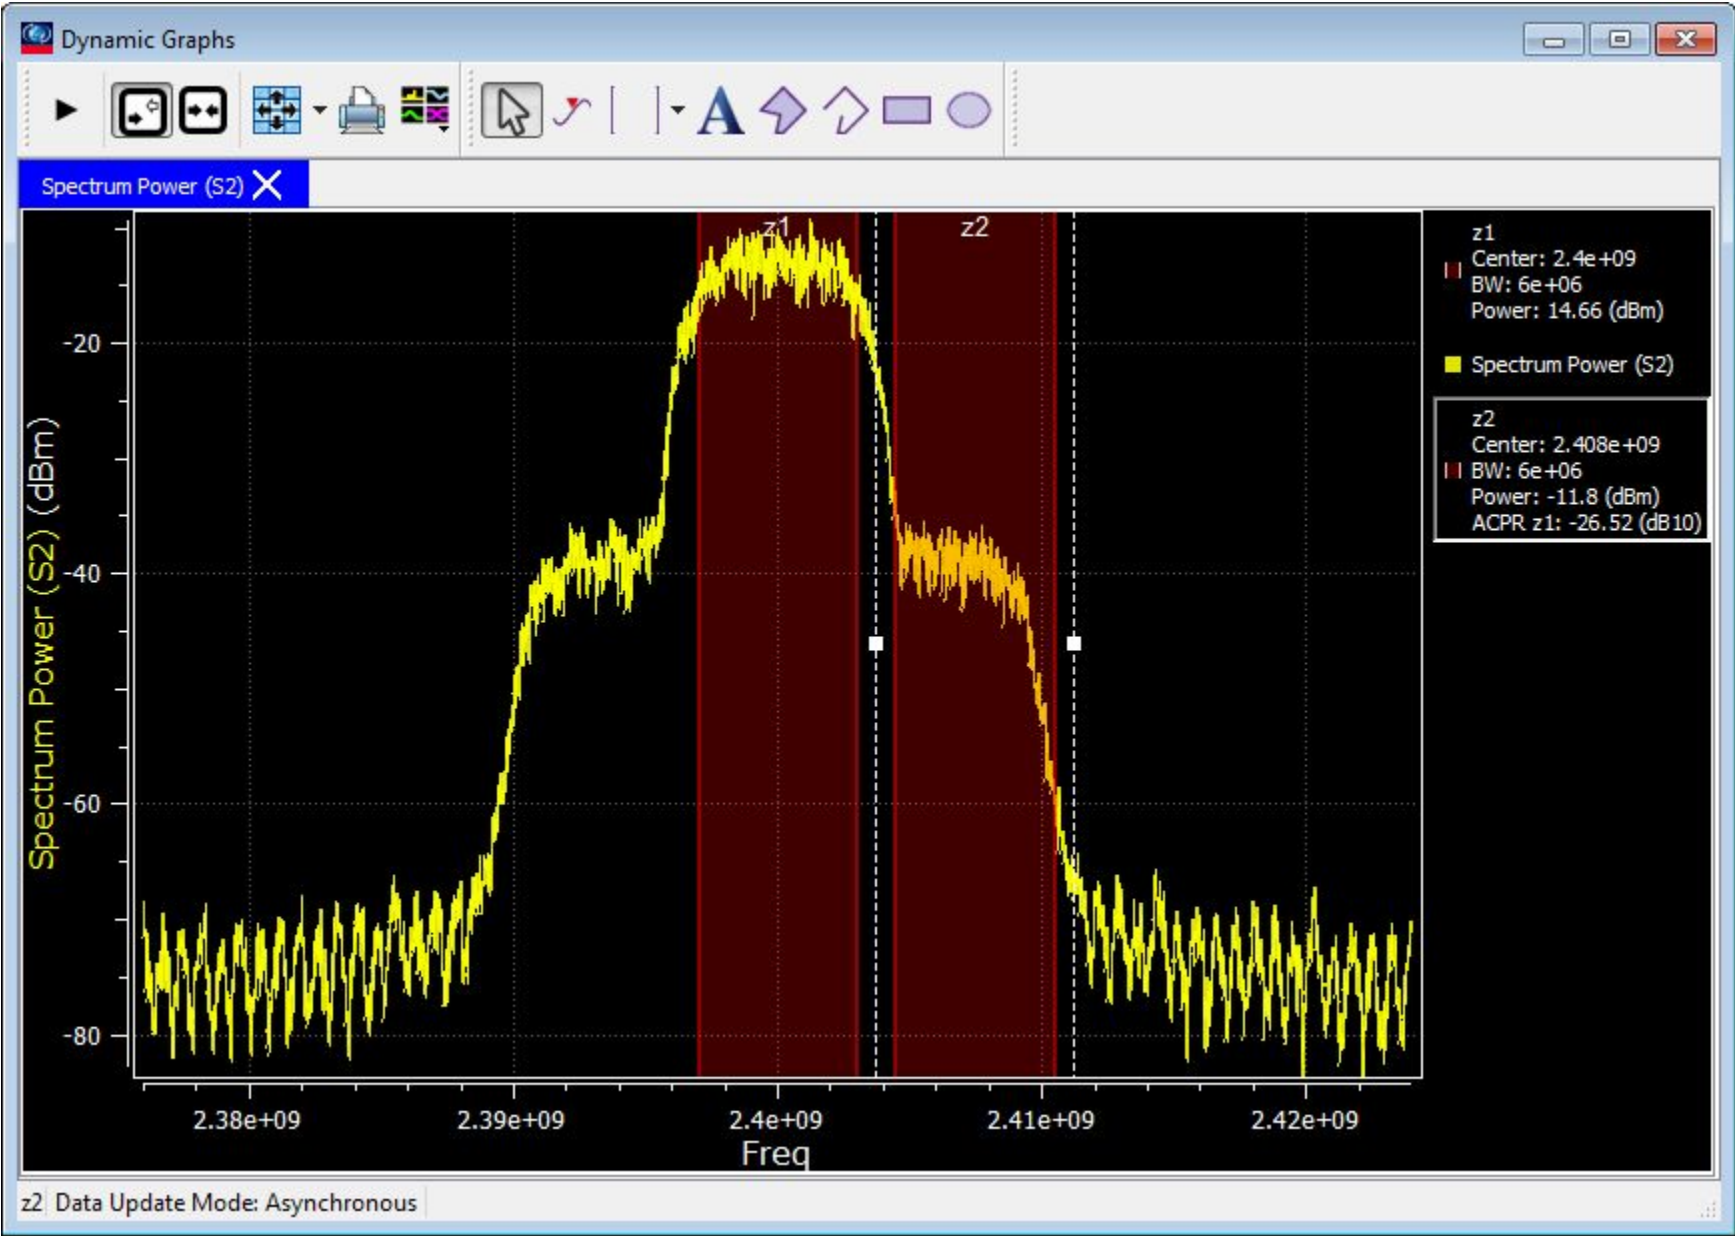 Dynamic Graphs
A
Spectrum Power (S2)
z1
z2
z1
Center: 2.4e+09
BW: 6e+06
Power: 14.66 (dBm)
Spectrum Power (S2)
z2
Center: 2.408e+09
BW: 6e+06
Power: -11.8 (dBm)
ACPR z1: -26.52 (dB10)
Spectrum Power (S2) (dBm)
-20
-40
-60
-80
2.38e+09
2.39e+09
2.4e+09
2.41e+09
2.42e+09
Freq
z2 Data Update Mode: Asynchronous